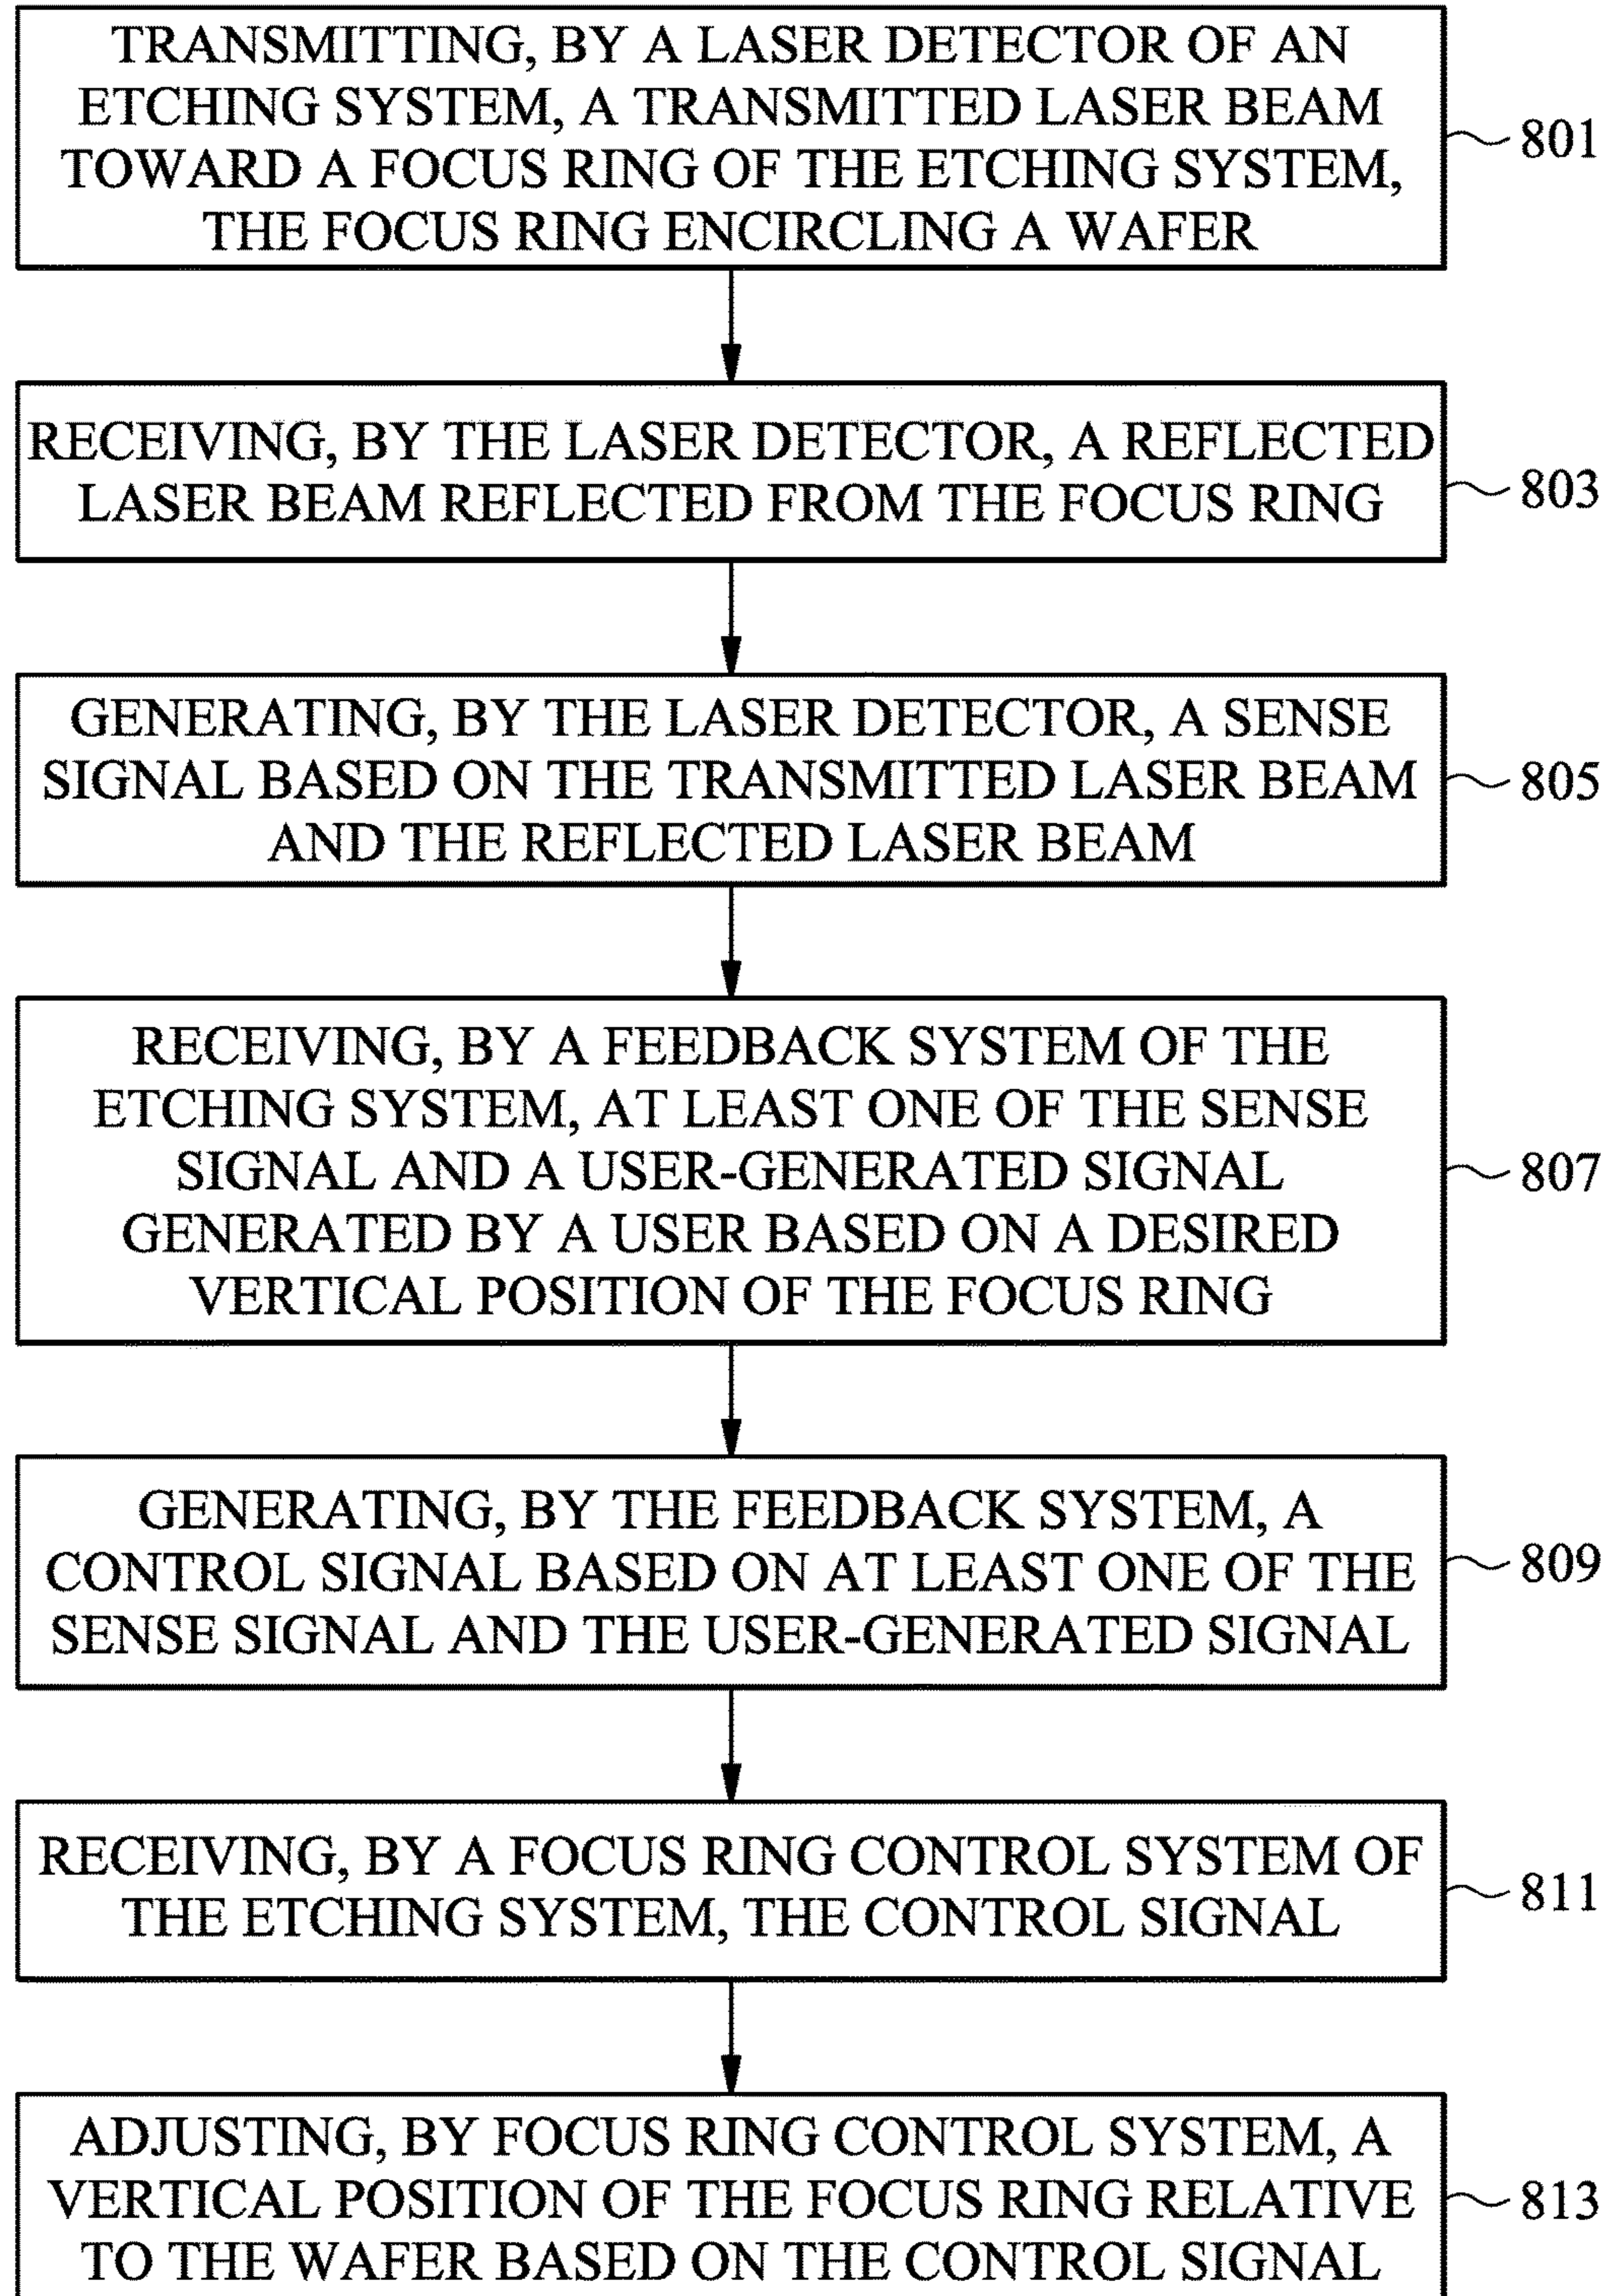 TRANSMITTING, BY A LASER DETECTOR OF AN
ETCHING SYSTEM, A TRANSMITTED LASER BEAM
TOWARD A FOCUS RING OF THE ETCHING SYSTEM,
THE FOCUS RING ENCIRCLING A WAFER
801
RECEIVING, BY THE LASER DETECTOR, A REFLECTED
LASER BEAM REFLECTED FROM THE FOCUS RING
803
GENERATING, BY THE LASER DETECTOR, A SENSE
SIGNAL BASED ON THE TRANSMITTED LASER BEAM
AND THE REFLECTED LASER BEAM
805
RECEIVING, BY A FEEDBACK SYSTEM OF THE
ETCHING SYSTEM, AT LEAST ONE OF THE SENSE
SIGNAL AND A USER-GENERATED SIGNAL
GENERATED BY A USER BASED ON A DESIRED
VERTICAL POSITION OF THE FOCUS RING
807
GENERATING, BY THE FEEDBACK SYSTEM, A
CONTROL SIGNAL BASED ON AT LEAST ONE OF THE
SENSE SIGNAL AND THE USER-GENERATED SIGNAL
809
RECEIVING, BY A FOCUS RING CONTROL SYSTEM OF
THE ETCHING SYSTEM, THE CONTROL SIGNAL
811
ADJUSTING, BY FOCUS RING CONTROL SYSTEM, A
VERTICAL POSITION OF THE FOCUS RING RELATIVE
TO THE WAFER BASED ON THE CONTROL SIGNAL
813